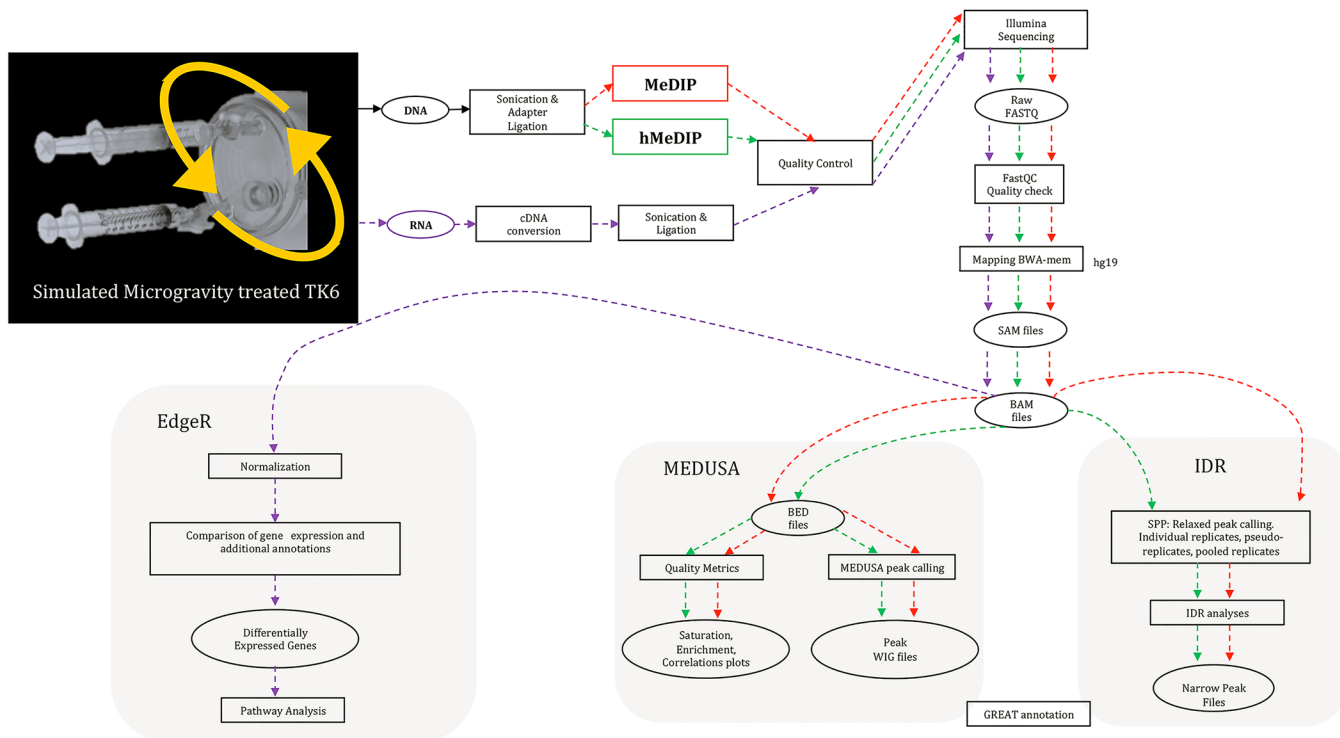 Illumina
Sequencing
MeDIP
Sonication &
Adapter
Ligation
DNA
hMeDIP
Raw
FASTQ
Quality Control
FastQC
Quality check
RNA
cDNA
conversion
Sonication &
Ligation
Mapping BWA-mem
hg19
Simulated Microgravity treated TK6
SAM files
BAM
files
EdgeR
Normalization
Comparison of gene expression and
additional annotations
Differentially
Expressed Genes
Pathway Analysis
MEDUSA
BED
files
Quality Metrics
MEDUSA peak calling
Saturation,
Enrichment,
Correlations plots
Peak
WIG files
IDR
SPP: Relaxed peak calling.
Individual replicates, pseudo-
replicates, pooled replicates
IDR analyses
Narrow Peak
Files
GREAT annotation